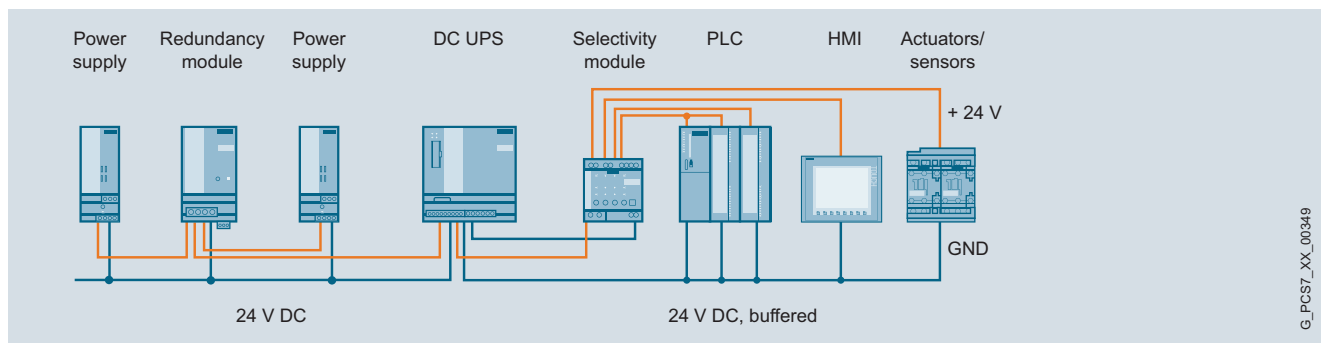 Power
supply
Redundancy
module
Power
supply
DC UPS
Selectivity
module
PLC
HMI
Actuators/
sensors
+ 24 V
GND
24 V DC
24 V DC, buffered
G_PCS7_XX_00349